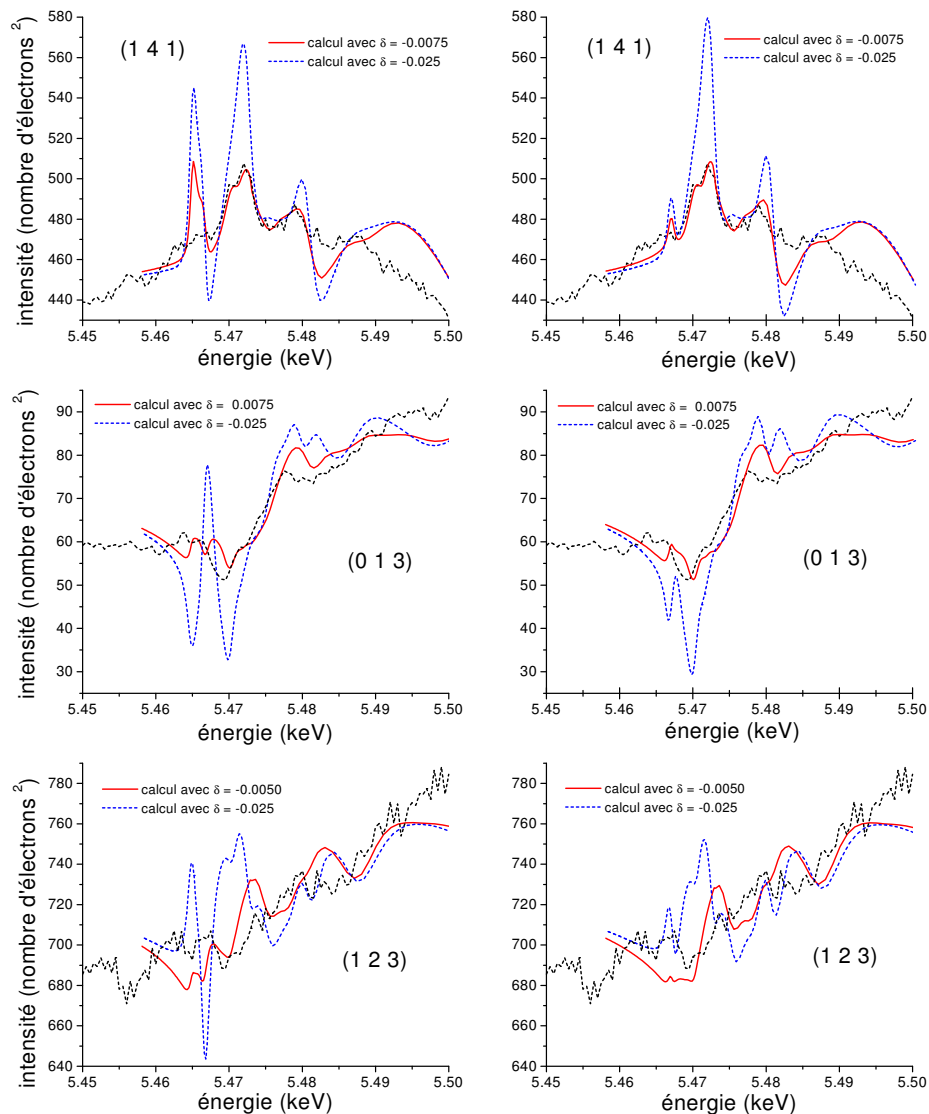 580
560
540
520
500
480
460
440
intensité (nombre d'électrons ²)
(1 4 1)
calcul avec δ = -0.0075
calcul avec δ = -0.025
5.45 5.46 5.47 5.48 5.49 5.50
énergie (keV)
580
560
540
520
500
480
460
440
(1 4 1)
calcul avec δ = -0.0075
calcul avec δ = -0.025
5.45 5.46 5.47 5.48 5.49 5.50
énergie (keV)
90
80
70
60
50
40
30
intensité (nombre d'électrons ²)
calcul avec δ = 0.0075
calcul avec δ = -0.025
(0 1 3)
5.45 5.46 5.47 5.48 5.49 5.50
énergie (keV)
90
80
70
60
50
40
30
calcul avec δ = 0.0075
calcul avec δ = -0.025
(0 1 3)
5.45 5.46 5.47 5.48 5.49 5.50
énergie (keV)
780
760
740
720
700
680
660
640
intensité (nombre d'électrons ²)
calcul avec δ = -0.0050
calcul avec δ = -0.025
(1 2 3)
5.45 5.46 5.47 5.48 5.49 5.50
énergie (keV)
780
760
740
720
700
680
660
640
calcul avec δ = -0.0050
calcul avec δ = -0.025
(1 2 3)
5.45 5.46 5.47 5.48 5.49 5.50
énergie (keV)